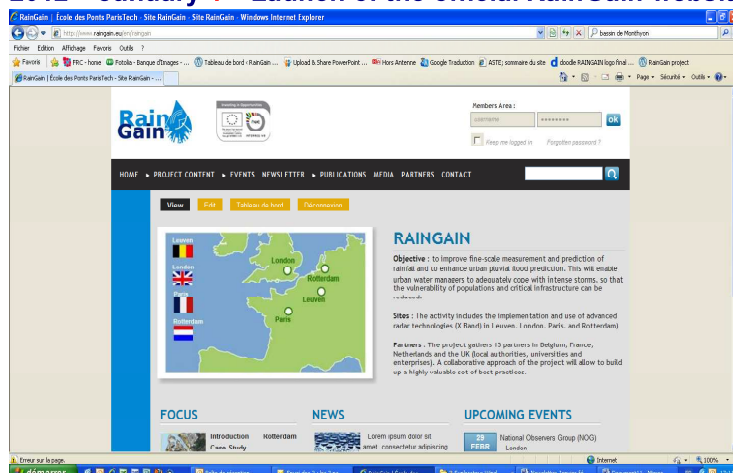 RainGain | École des Ponts ParisTech - Site RainGain - Site RainGain - Windows Internet Explorer
http://www.raingain.eu/en/raingain
bassin de Monthyon
Fichier Edition Affichage Favoris Outils ?
Favoris FRC - home Fotolia - Banque d'Images - ... Tableau de bord ‹ RainGain ... Upload & Share PowerPoint ... Hors Antenne Google Traduction ASTE; sommaire du site doodle RAINGAIN logo final ... RainGain project
RainGain | École des Ponts ParisTech - Site RainGain - ...
Page Sécurité Outils
Rain
Gain
Members Area :
username
ok
Keep me logged in Forgotten password ?
HOME PROJECT CONTENT EVENTS NEWSLETTER PUBLICATIONS MEDIA PARTNERS CONTACT
View Edit Tableau de bord Déconnexion
Leuven
London
Paris
Rotterdam
London
Rotterdam
Leuven
Paris
RAINGAIN
Objective : to improve fine-scale measurement and prediction of
rainfall and to enhance urban pluvial flood prediction. This will enable
urban water managers to adequately cope with intense storms, so that
the vulnerability of populations and critical infrastructure can be
Sites : The activity includes the implementation and use of advanced
radar technologies (X Band) in Leuven, London, Paris, and Rotterdam)
Partners : The project gathers 13 partners in Belgium, France,
Netherlands and the UK (local authorities, universities and
enterprises). A collaborative approach of the project will allow to build
up a highly valuable set of best practices.
FOCUS
Introduction Rotterdam
Case Study
NEWS
Lorem ipsum dolor sit
amet, consectetur adipiscing
UPCOMING EVENTS
29
FEBR
National Observers Group (NOG)
London
Erreur sur la page.
Internet
100%
démarrer